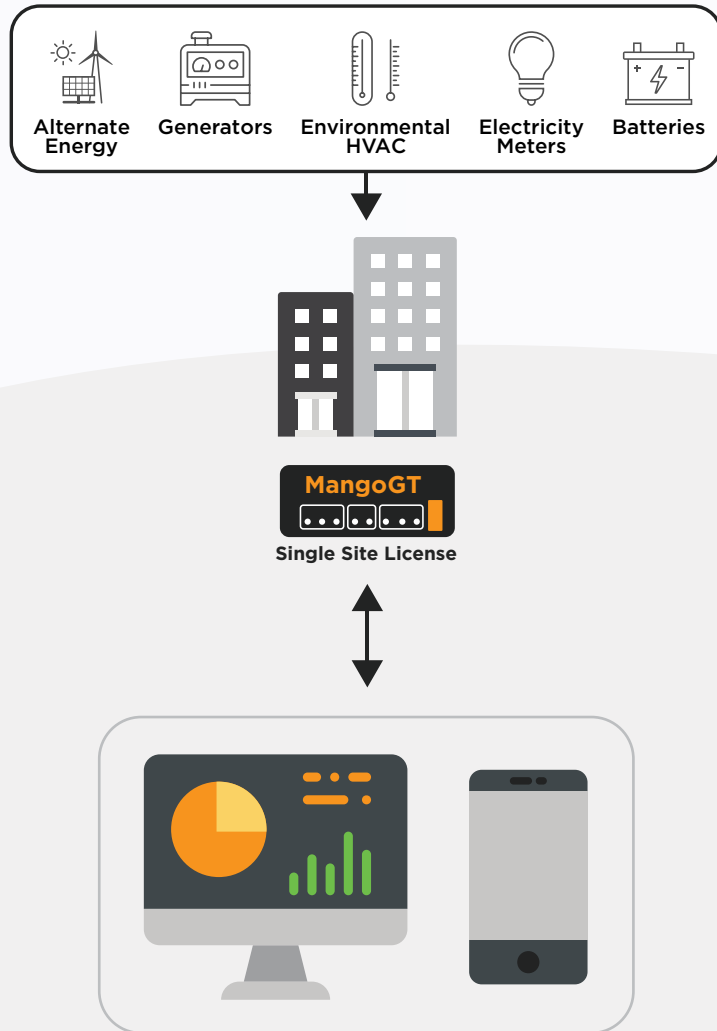 Alternate
Energy
Generators
Environmental
HVAC
Electricity
Meters
Batteries
MangoGT
Single Site License